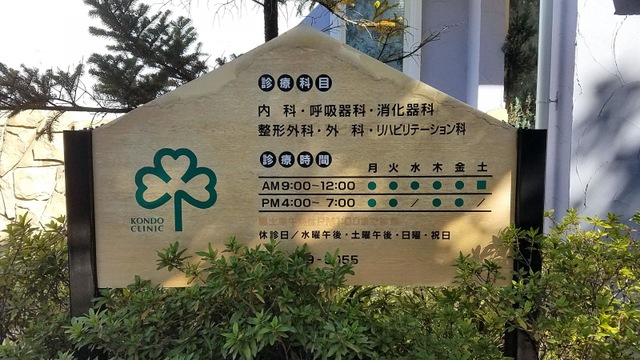 診療科目
内　科・呼吸器科・消化器科
整形外科・外　科・リハビリテーション科
診療時間
月 火 水 木 金 土
AM9:00~12:00 ● ● ● ● ● ■
PM4:00~ 7:00 ● ● / ● ● /
休診日/水曜午後・土曜午後・日曜・祝日
KONDO
CLINIC